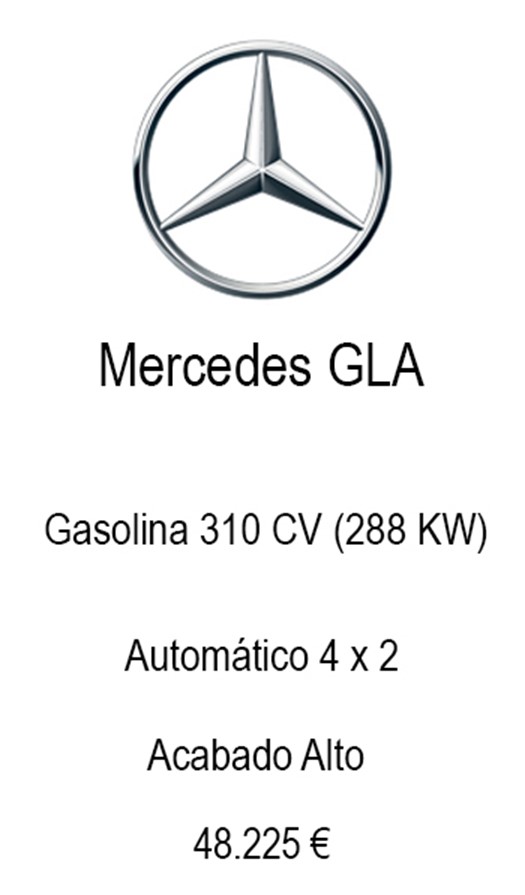 Mercedes GLA
Gasolina 310 CV (288 KW)
Automático 4 x 2
Acabado Alto
48.225 €